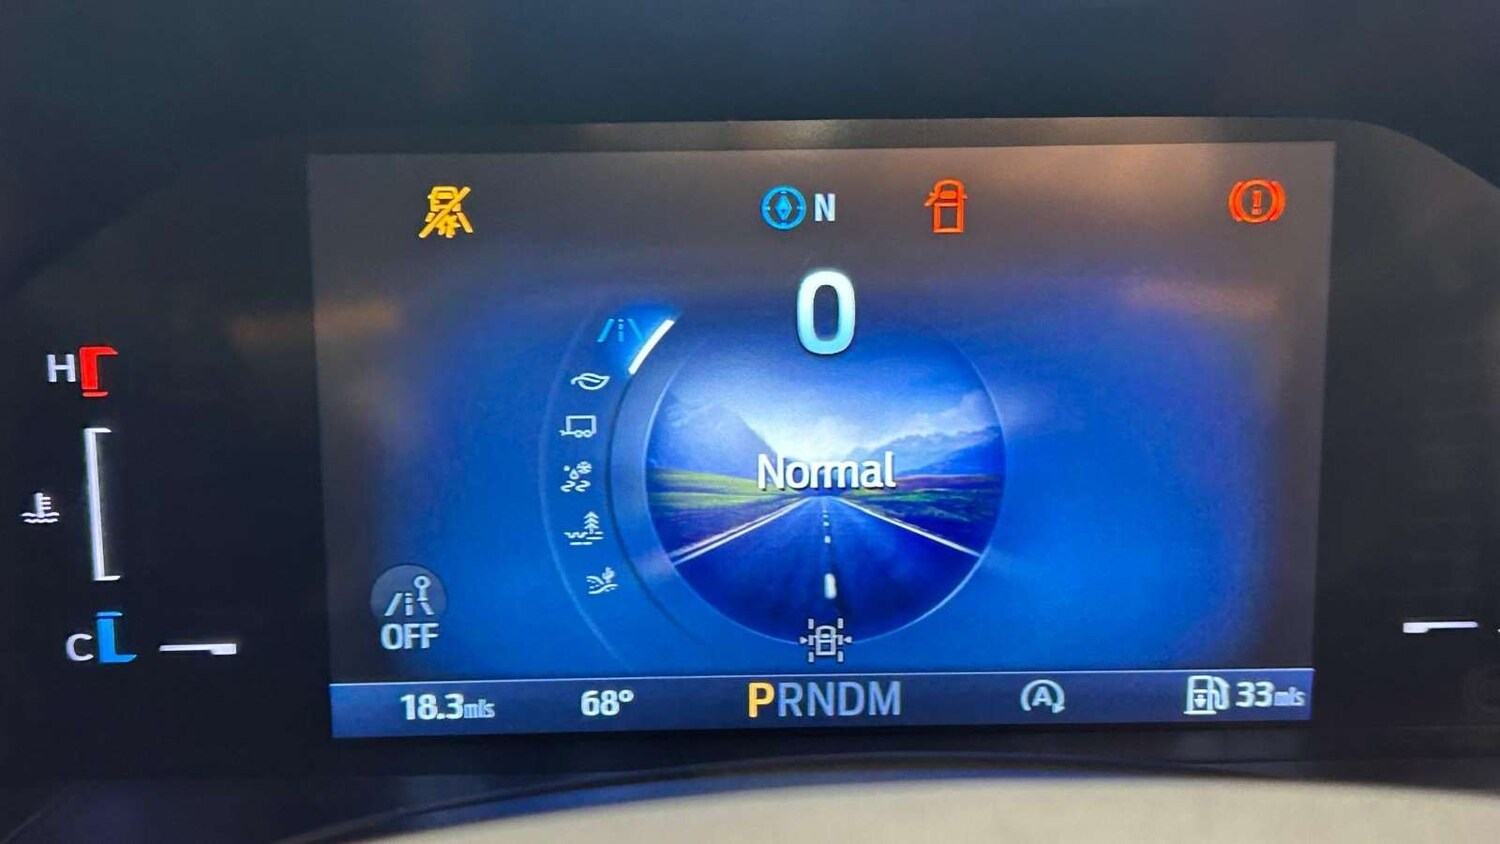 N
0
H
Normal
OFF
C
18.3mls
68°
PRNDM
A
33mls